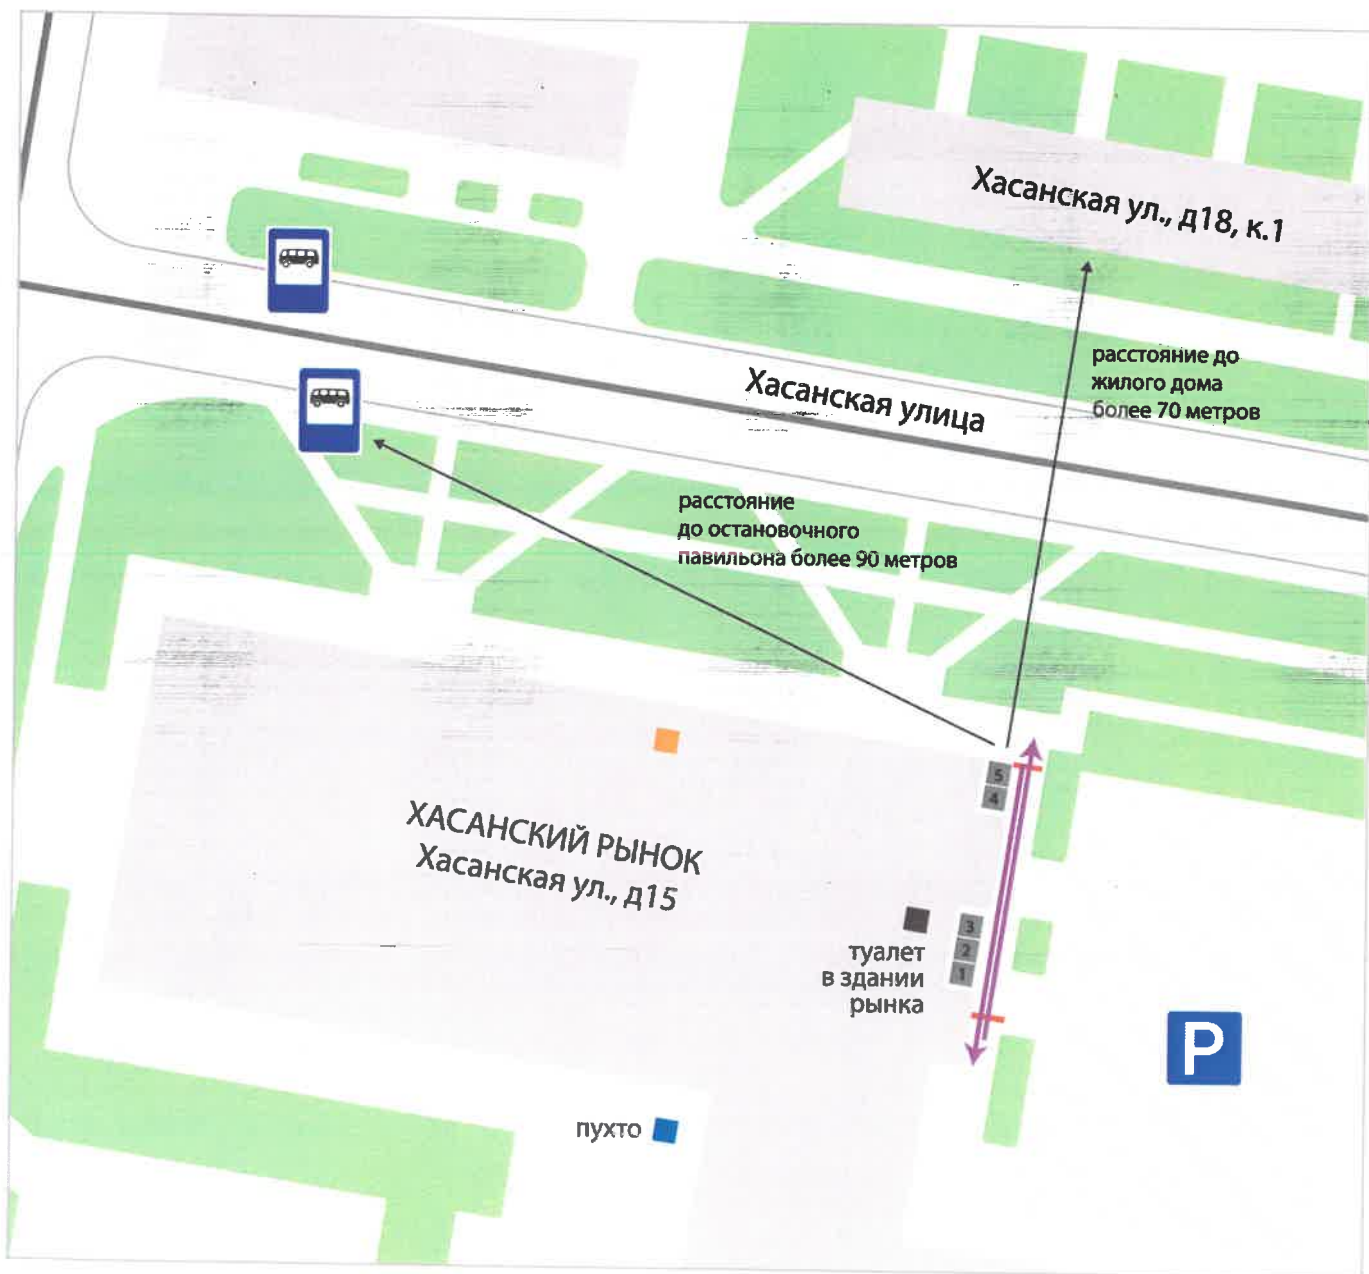 Хасанская ул., д18, к.1
расстояние до
жилого дома
более 70 метров
Хасанская улица
расстояние
до остановочного
павильона более 90 метров
5
4
ХАСАНСКИЙ РЫНОК
Хасанская ул., д15
3
2
1
туалет
в здании
рынка
P
пухто